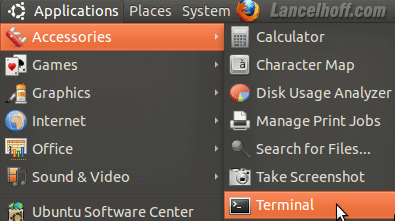 Applications Places System Lancelhoff.com
Accessories
Games
Graphics
Internet
Office
Sound & Video
Ubuntu Software Center
Calculator
Character Map
Disk Usage Analyzer
Manage Print Jobs
Search for Files...
Take Screenshot
Terminal